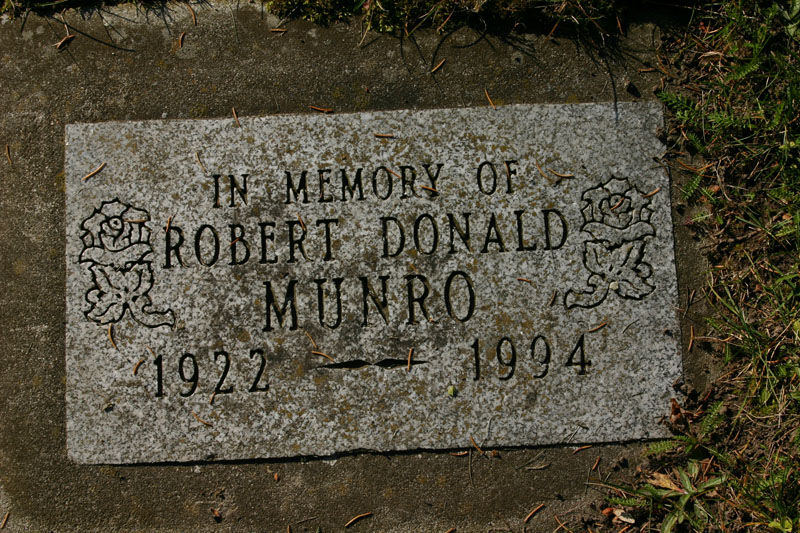 IN MEMORY OF
ROBERT DONALD
MUNRO
1922 — 1994